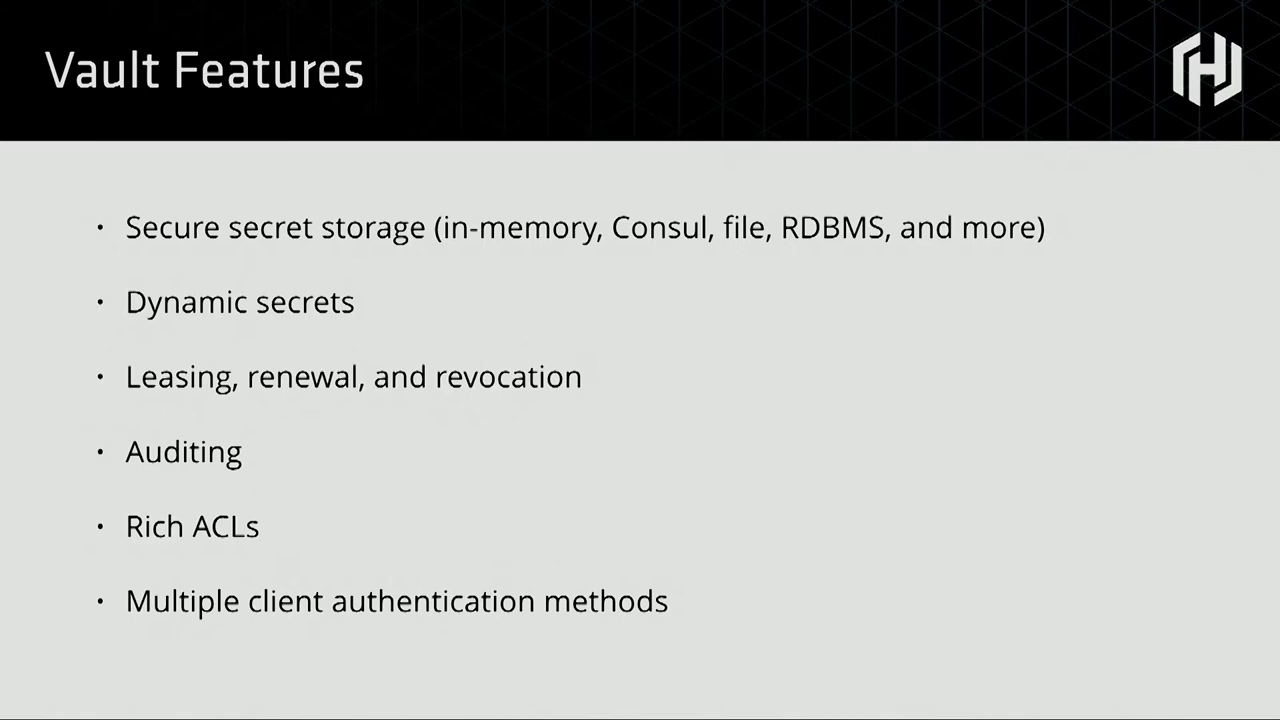 Vault Features
• Secure secret storage (in-memory, Consul, file, RDBMS, and more)
• Dynamic secrets
• Leasing, renewal, and revocation
• Auditing
• Rich ACLs
• Multiple client authentication methods